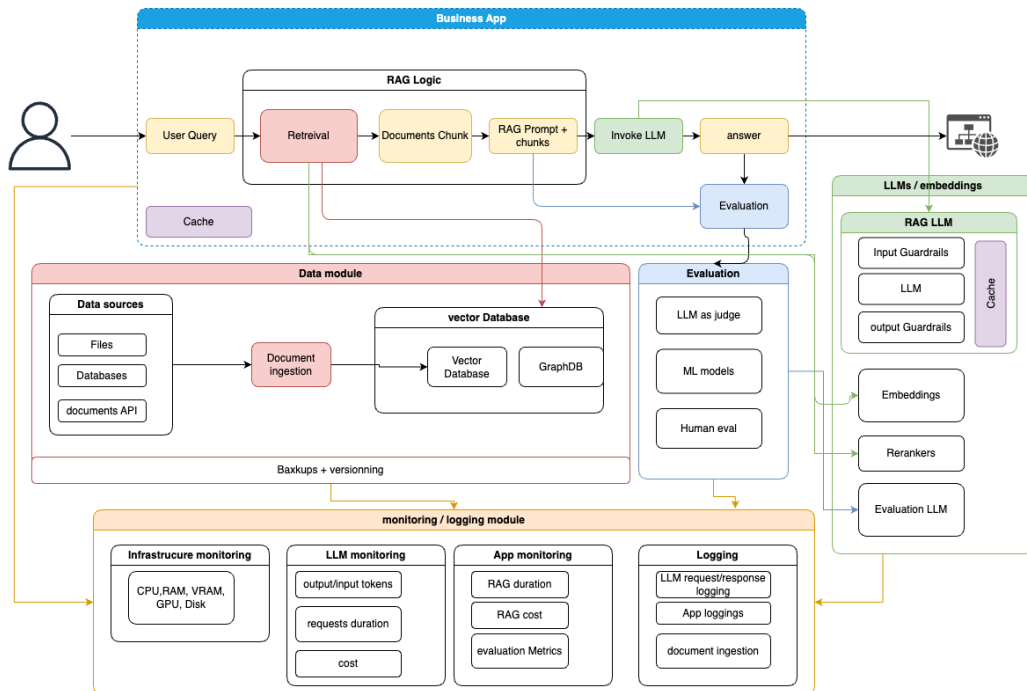 Business App
RAG Logic
User Query
Retreival
Documents Chunk
RAG Prompt +
chunks
Invoke LLM
answer
Evaluation
Cache
LLMs / embeddings
RAG LLM
Input Guardrails
LLM
output Guardrails
Cache
Embeddings
Rerankers
Evaluation LLM
Data module
Data sources
Files
Databases
documents API
Document
ingestion
vector Database
Vector
Database
GraphDB
Baxkups + versionning
Evaluation
LLM as judge
ML models
Human eval
monitoring / logging module
Infrastrucure monitoring
CPU,RAM, VRAM,
GPU, Disk
LLM monitoring
output/input tokens
requests duration
cost
App monitoring
RAG duration
RAG cost
evaluation Metrics
Logging
LLM request/response
logging
App loggings
document ingestion